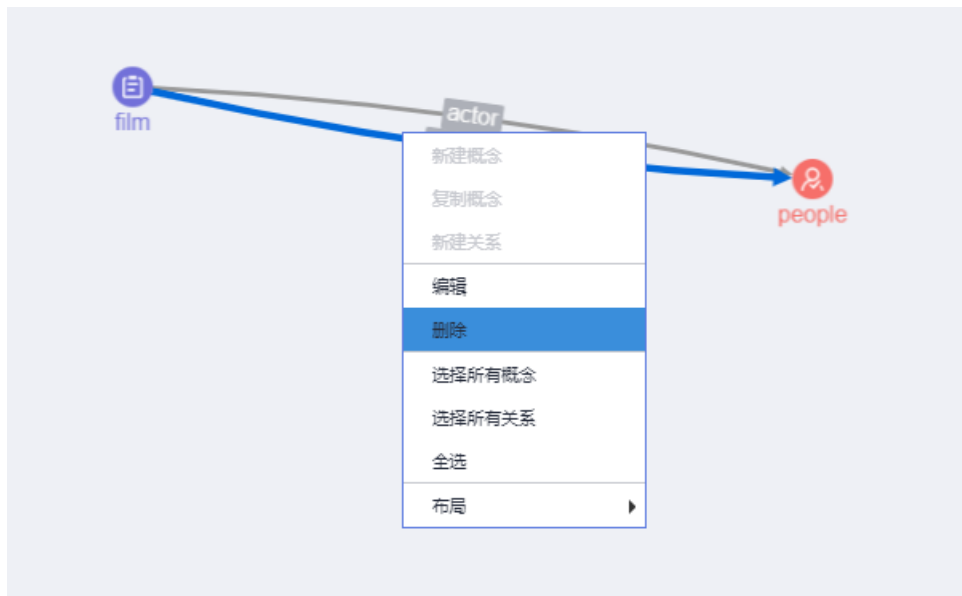 film
actor
people
新建概念
复制概念
新建关系
编辑
删除
选择所有概念
选择所有关系
全选
布局